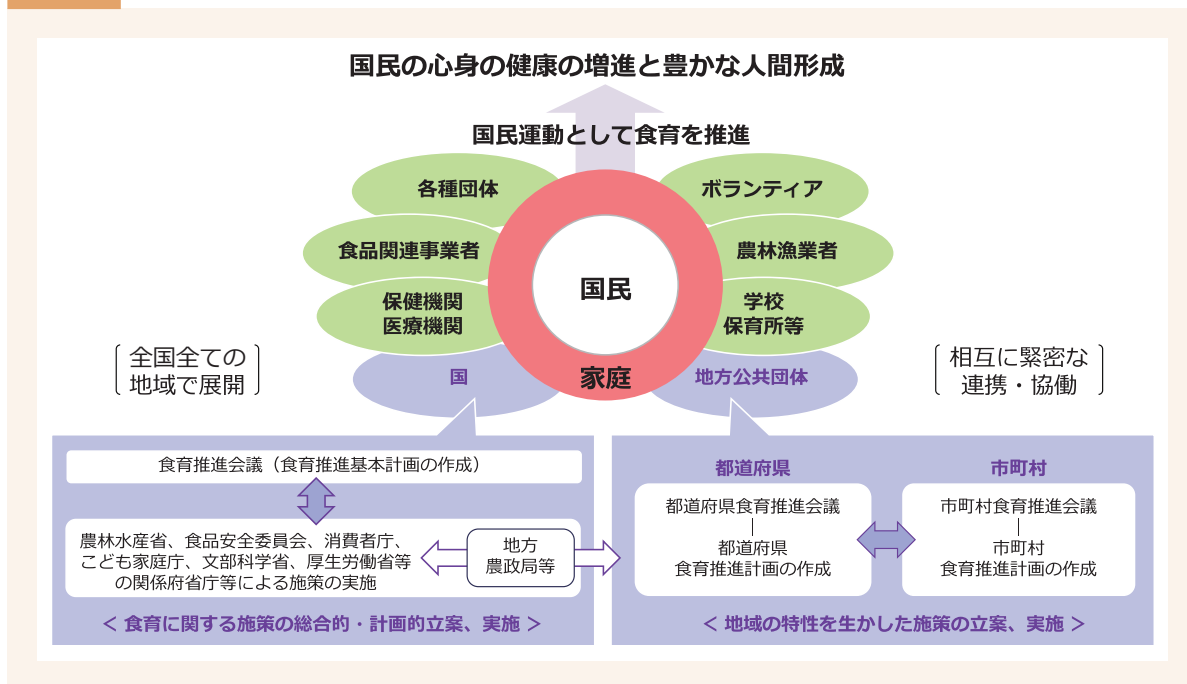 国民の心身の健康の増進と豊かな人間形成
国民運動として食育を推進
各種団体
ボランティア
食品関連事業者
農林漁業者
国民
保健機関
医療機関
学校
保育所等
全国全ての
地域で展開
国
家庭
地方公共団体
相互に緊密な
連携・協働
食育推進会議（食育推進基本計画の作成）
農林水産省、食品安全委員会、消費者庁、
こども家庭庁、文部科学省、厚生労働省等
の関係府省庁等による施策の実施
地方
農政局等
＜ 食育に関する施策の総合的・計画的立案、実施 ＞
都道府県
都道府県食育推進会議
都道府県
食育推進計画の作成
市町村
市町村食育推進会議
市町村
食育推進計画の作成
＜ 地域の特性を生かした施策の立案、実施 ＞